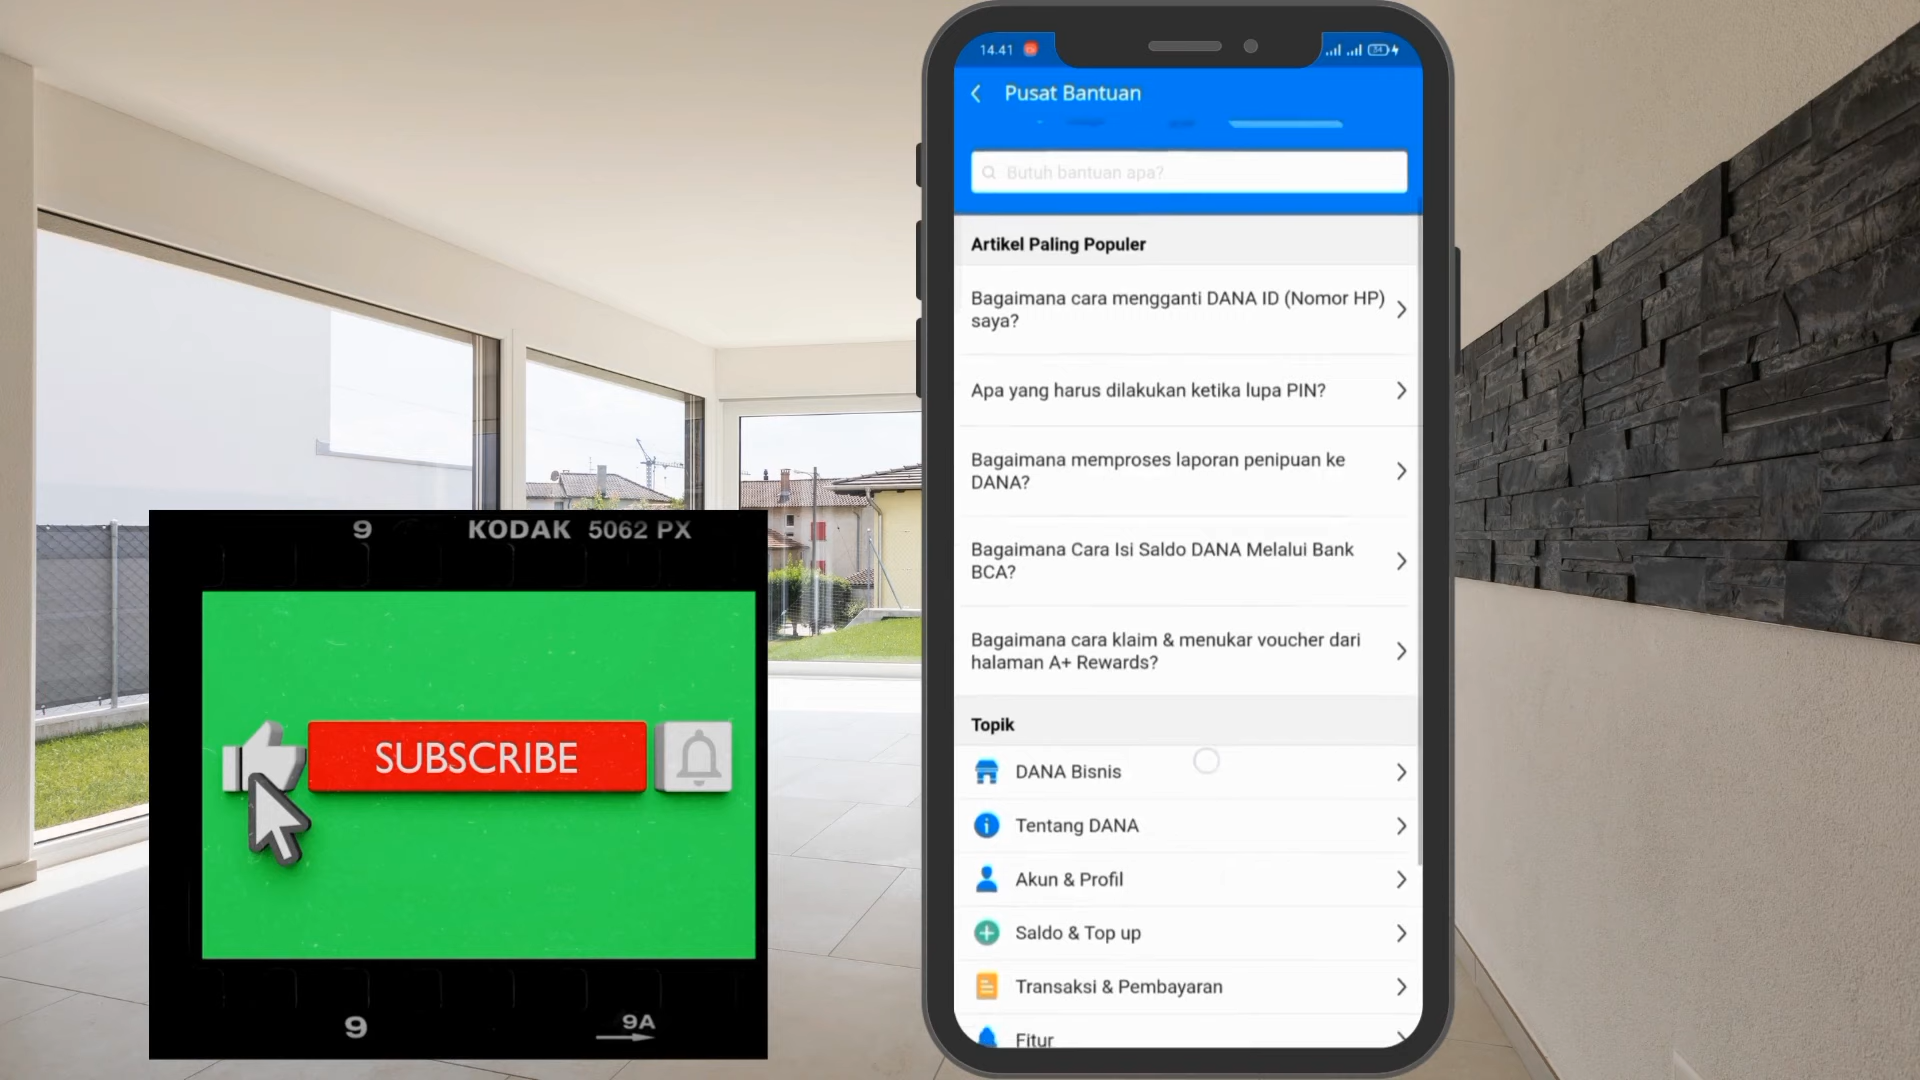 14.41
54
Pusat Bantuan
Butuh bantuan apa?
Artikel Paling Populer
Bagaimana cara mengganti DANA ID (Nomor HP)
saya?
Apa yang harus dilakukan ketika lupa PIN?
Bagaimana memproses laporan penipuan ke
DANA?
Bagaimana Cara Isi Saldo DANA Melalui Bank
BCA?
Bagaimana cara klaim & menukar voucher dari
halaman A+ Rewards?
Topik
DANA Bisnis
Tentang DANA
Akun & Profil
Saldo & Top up
Transaksi & Pembayaran
Fitur
9 KODAK 5062 PX
SUBSCRIBE
9 9A